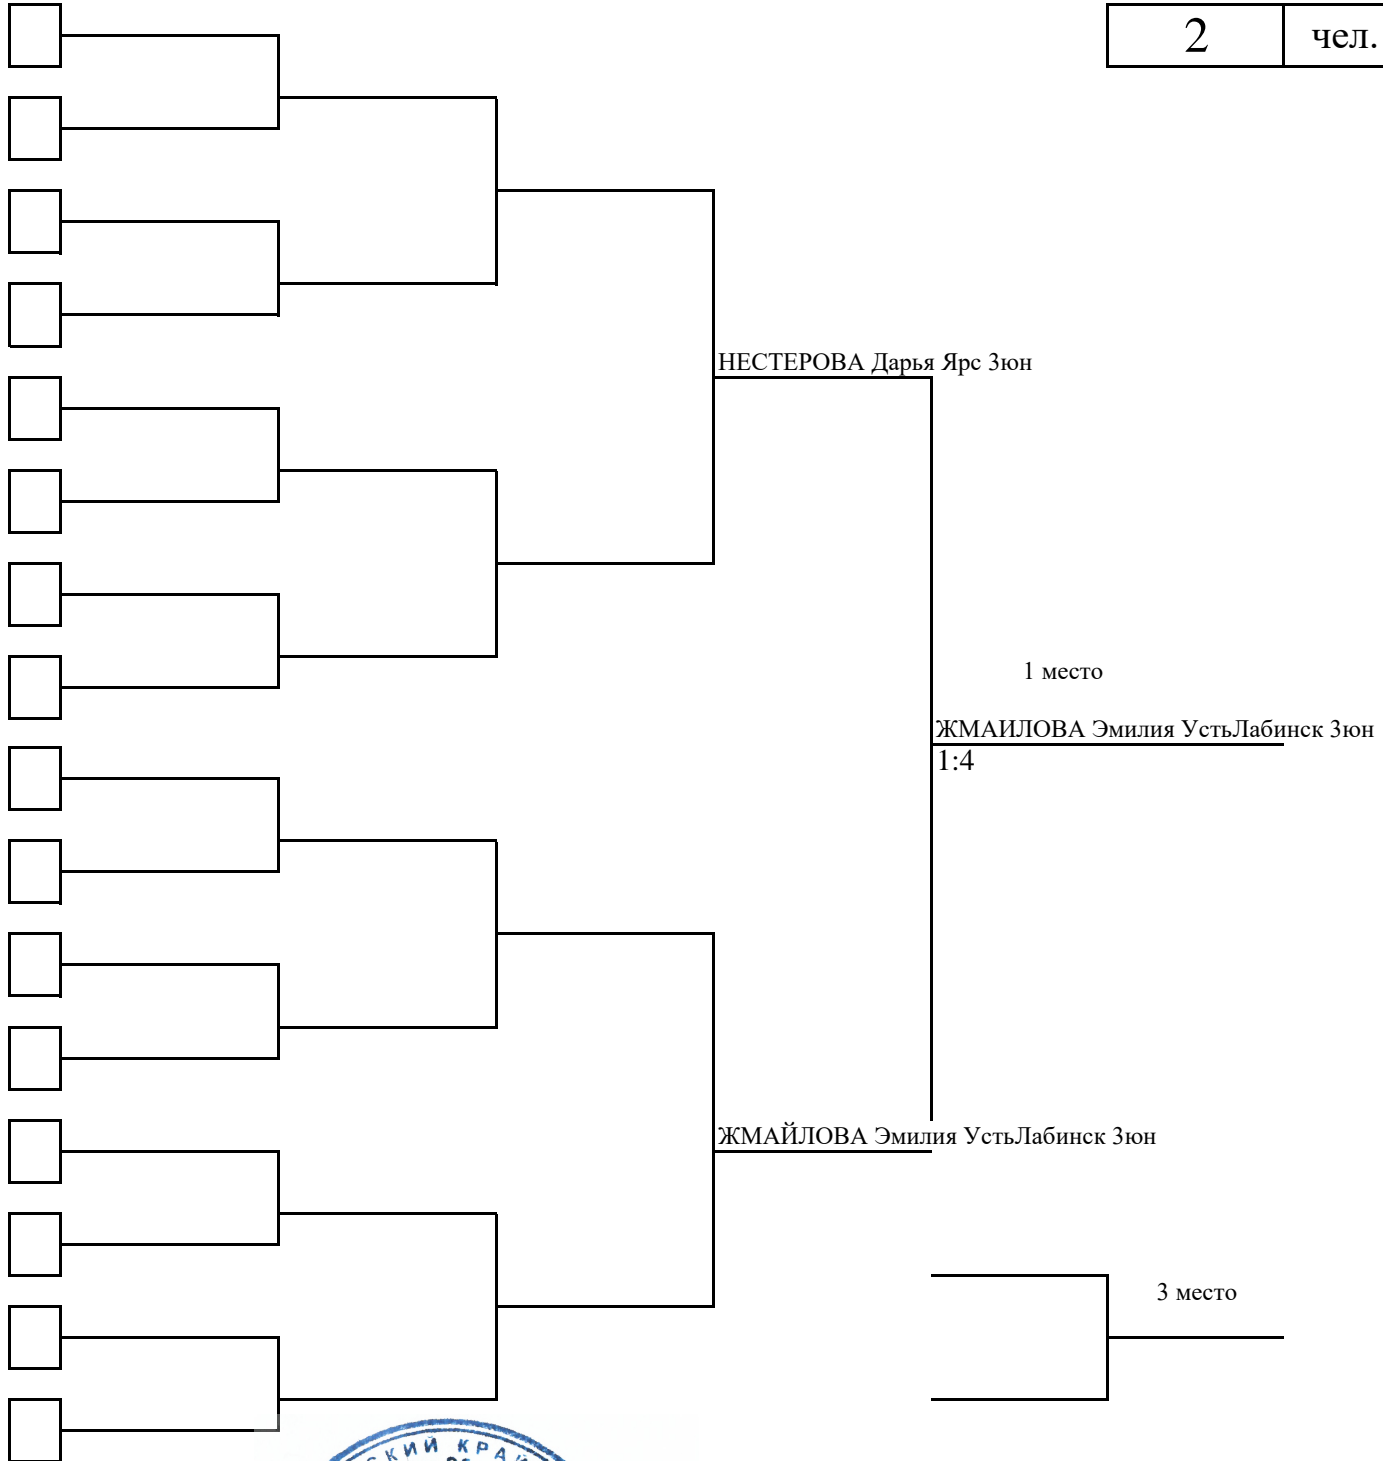 2 чел.
НЕСТЕРОВА Дарья Ярс 3юн
1 место
ЖМАИЛОВА Эмилия УстьЛабинск 3юн
1:4
ЖМАЙЛОВА Эмилия УстьЛабинск 3юн
3 место
КРАЙ